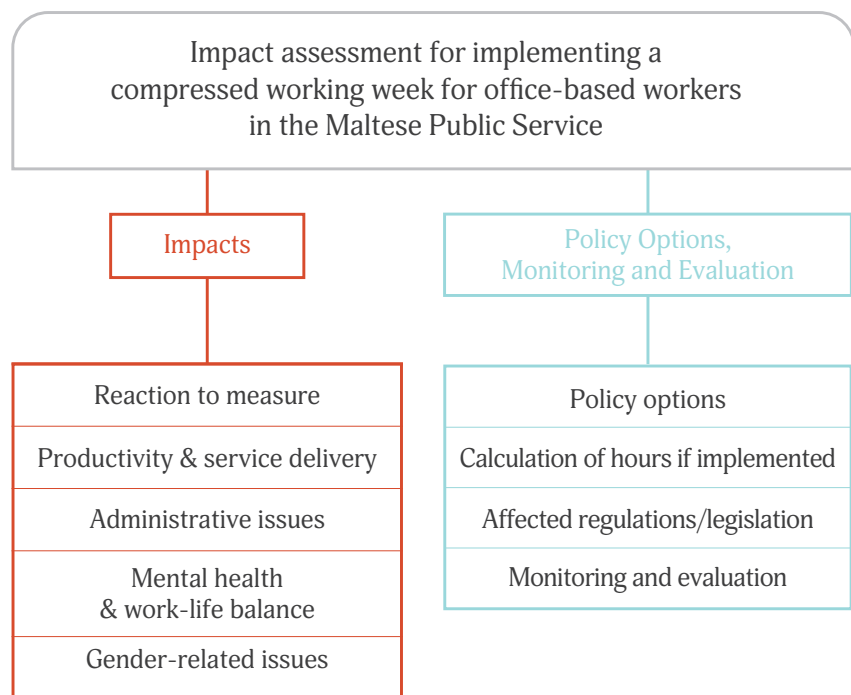 Impact assessment for implementing a
compressed working week for office-based workers
in the Maltese Public Service
Impacts
Reaction to measure
Productivity & service delivery
Administrative issues
Mental health
& work-life balance
Gender-related issues
Policy Options,
Monitoring and Evaluation
Policy options
Calculation of hours if implemented
Affected regulations/legislation
Monitoring and evaluation